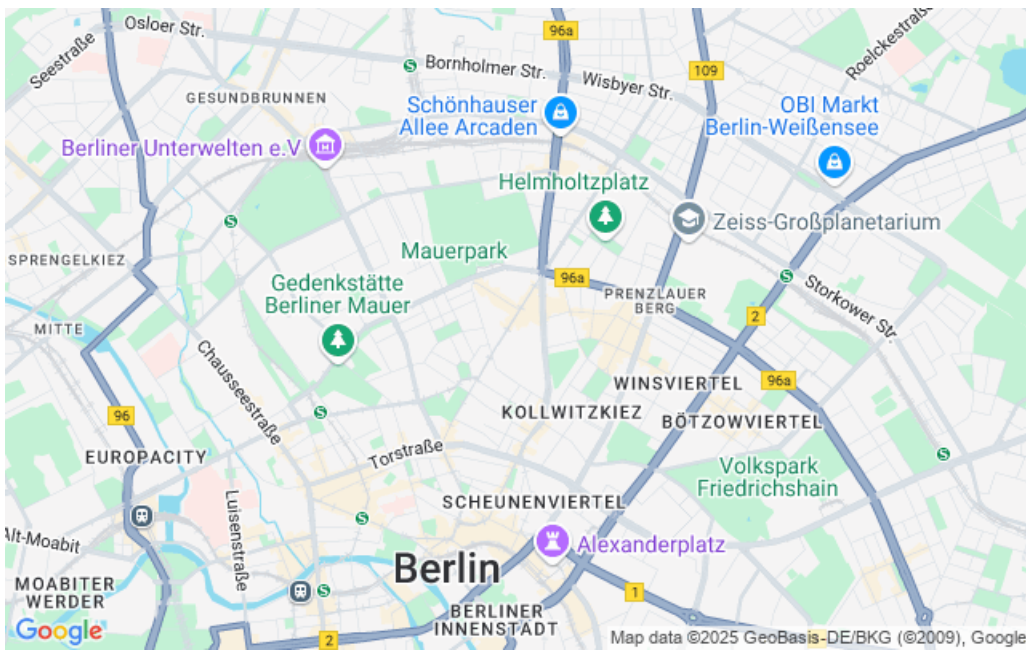 Osloer Str.
96a
Roelckestraße
Seestraße
Bornholmer Str.
Wisbyer Str.
109
GESUNDBRUNNEN
Schönhauser
Allee Arcaden
OBI Markt
Berlin-Weißensee
Berliner Unterwelten e.V
Helmholtzplatz
Zeiss-Großplanetarium
Mauerpark
SPRENGELKIEZ
Gedenkstätte
Berliner Mauer
96a
PRENZLAUER
BERG
Storkower Str.
MITTE
2
Chausseestraße
WINSVIERTEL
96a
96
KOLLWITZKIEZ
BÖTZOWVIERTEL
EUROPACITY
Torstraße
Volkspark
Friedrichshain
Luisenstraße
SCHEUNENVIERTEL
Alt-Moabit
Alexanderplatz
Berlin
MOABITER
WERDER
1
BERLINER
INNENSTADT
Google
2
Map data ©2025 GeoBasis-DE/BKG (©2009), Google